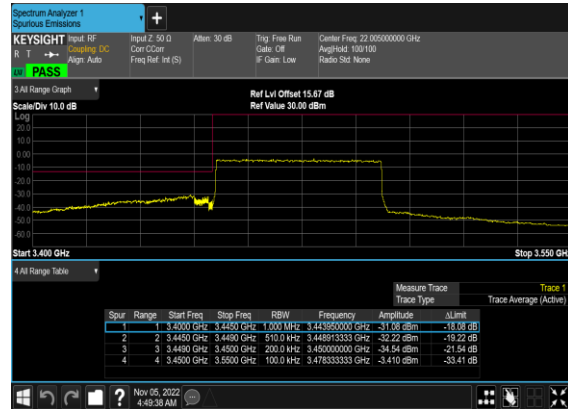 Spectrum Analyzer 1
Spurious Emissions
+
KEYSIGHT Input: RF Input Z: 50 Ω Atten: 30 dB Trig: Free Run Center Freq: 22.005000000 GHz
R T Coupling: DC Corr CCorr Gate: Off Avg|Hold: 100/100
Align: Auto Freq Ref: Int (S) IF Gain: Low Radio Std: None
LW PASS
3 All Range Graph
Ref Lvl Offset 15.67 dB
Scale/Div 10.0 dB Ref Value 30.00 dBm
Log
20.0
10.0
0.00
-10.0
-20.0
-30.0
-40.0
-50.0
-60.0
Start 3.400 GHz Stop 3.550 GHz
4 All Range Table
Measure Trace Trace 1
Trace Type Trace Average (Active)
Spur Range Start Freq Stop Freq RBW Frequency Amplitude ΔLimit
1 1 3.4000 GHz 3.4450 GHz 1.000 MHz 3.443950000 GHz -31.08 dBm -18.08 dB
2 2 3.4450 GHz 3.4490 GHz 510.0 kHz 3.448913333 GHz -32.22 dBm -19.22 dB
3 3 3.4490 GHz 3.4500 GHz 200.0 kHz 3.450000000 GHz -34.54 dBm -21.54 dB
4 4 3.4500 GHz 3.5500 GHz 100.0 kHz 3.478333333 GHz -3.410 dBm -33.41 dB
? Nov 05, 2022
4:49:38 AM